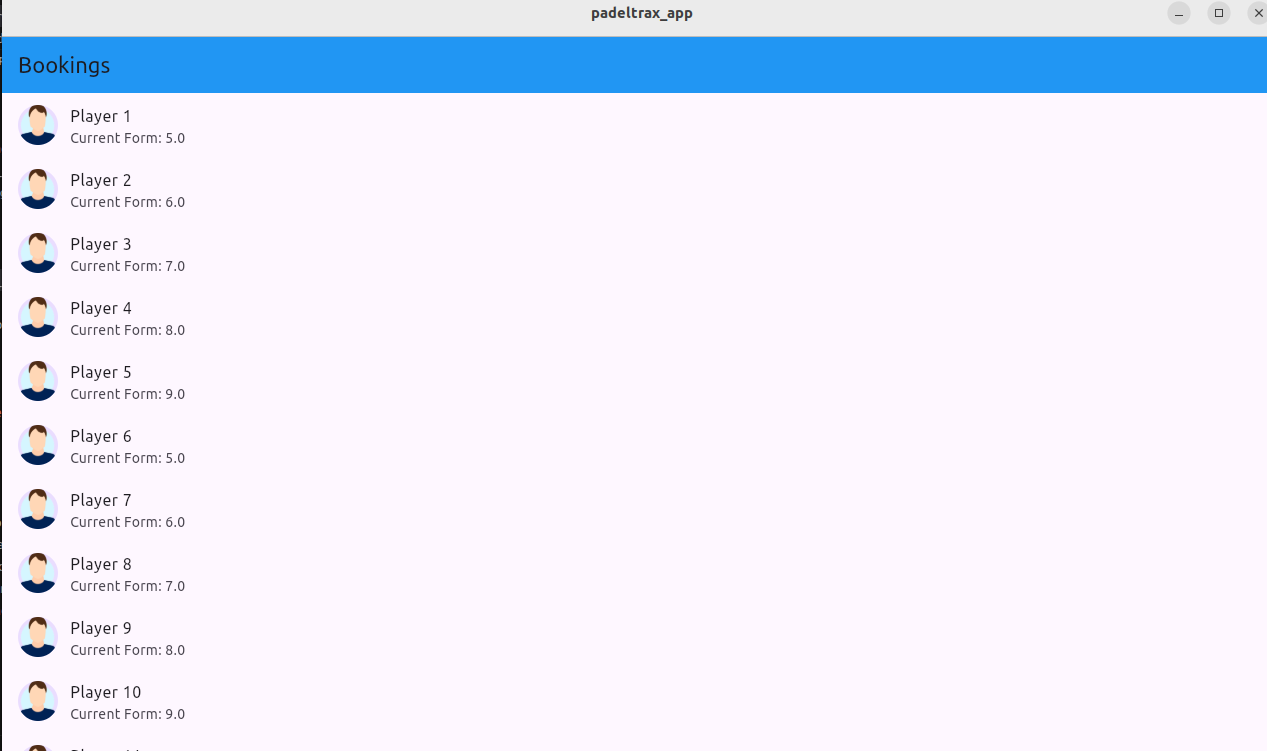 padeltrax_app
Bookings
Player 1
Current Form: 5.0
Player 2
Current Form: 6.0
Player 3
Current Form: 7.0
Player 4
Current Form: 8.0
Player 5
Current Form: 9.0
Player 6
Current Form: 5.0
Player 7
Current Form: 6.0
Player 8
Current Form: 7.0
Player 9
Current Form: 8.0
Player 10
Current Form: 9.0